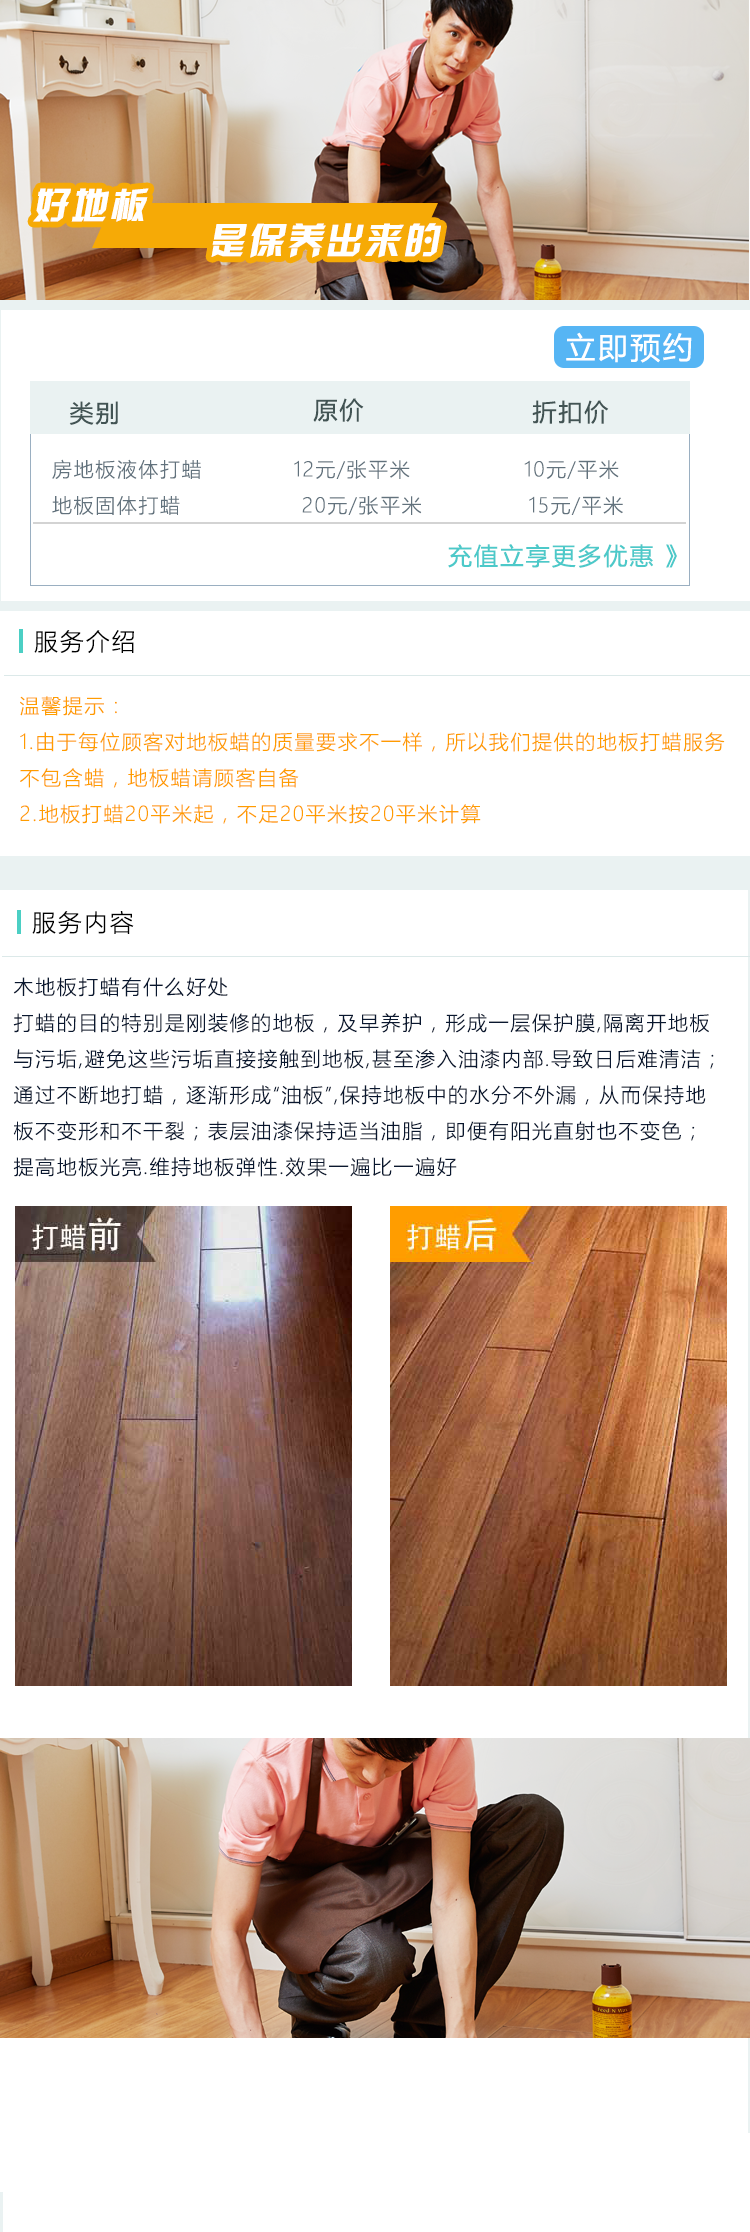 好地板
是保养出来的
立即预约
类别 原价 折扣价
房地板液体打蜡 12元/张平米 10元/平米
地板固体打蜡 20元/张平米 15元/平米
充值立享更多优惠 》
服务介绍
温馨提示：
1.由于每位顾客对地板蜡的质量要求不一样，所以我们提供的地板打蜡服务
不包含蜡，地板蜡请顾客自备
2.地板打蜡20平米起，不足20平米按20平米计算
服务内容
木地板打蜡有什么好处
打蜡的目的特别是刚装修的地板，及早养护，形成一层保护膜,隔离开地板
与污垢,避免这些污垢直接接触到地板,甚至渗入油漆内部.导致日后难清洁；
通过不断地打蜡，逐渐形成“油板”,保持地板中的水分不外漏，从而保持地
板不变形和不干裂；表层油漆保持适当油脂，即便有阳光直射也不变色；
提高地板光亮.维持地板弹性.效果一遍比一遍好
打蜡前 打蜡后